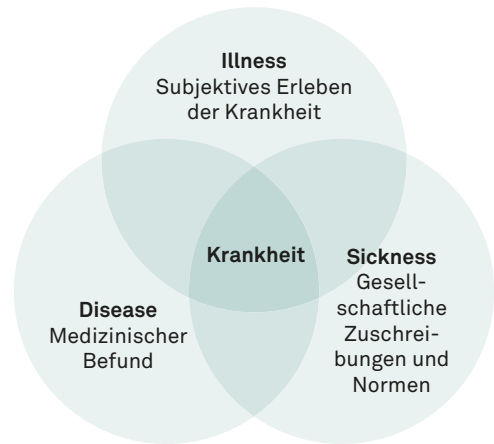 Illness
Subjektives Erleben
der Krankheit
Krankheit
Sickness
Gesell-
schaftliche
Zuschrei-
bungen und
Normen
Disease
Medizinischer
Befund